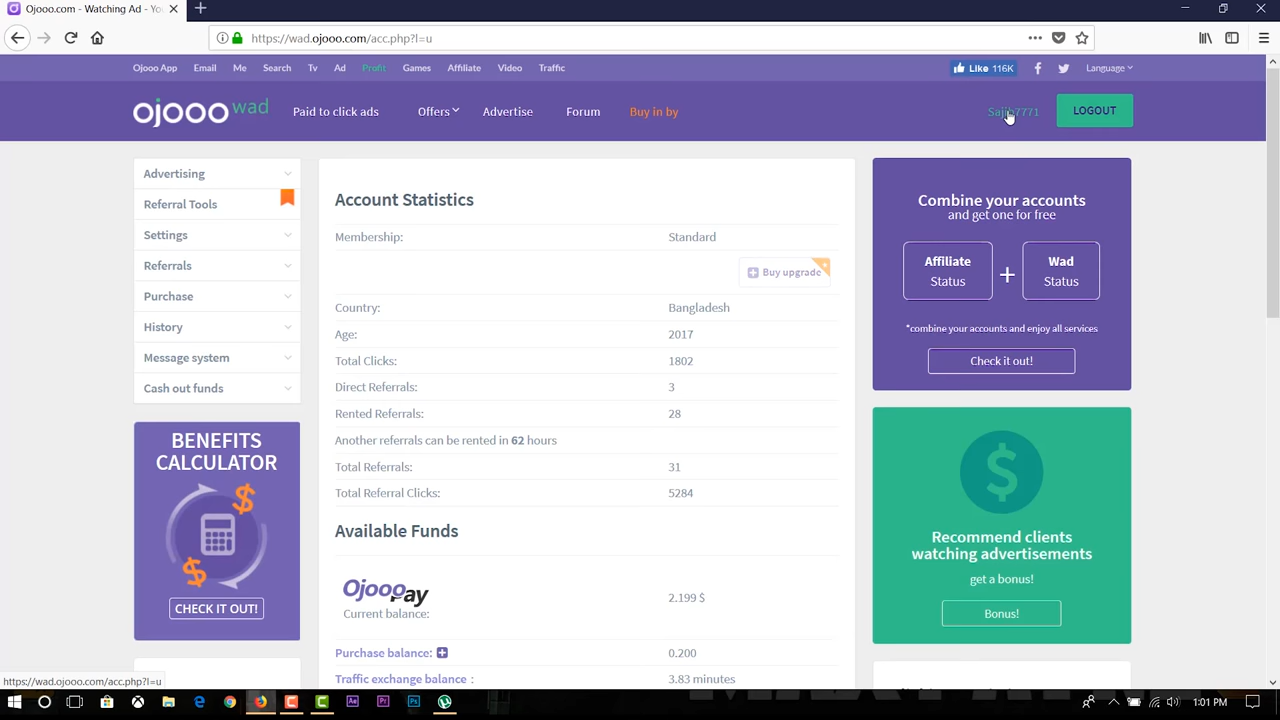 Ojooo.com - Watching Ad - Yo
https://wad.ojooo.com/acc.php?l=u
Ojooo App Email Me Search Tv Ad Profit Games Affiliate Video Traffic
Like 116K
Language
ojooo wad
Paid to click ads Offers Advertise Forum Buy in by
LOGOUT
Advertising
Referral Tools
Settings
Referrals
Purchase
History
Message system
Cash out funds
BENEFITS
CALCULATOR
CHECK IT OUT!
Account Statistics
Membership: Standard
Buy upgrade
Country: Bangladesh
Age: 2017
Total Clicks: 1802
Direct Referrals: 3
Rented Referrals: 28
Another referrals can be rented in 62 hours
Total Referrals: 31
Total Referral Clicks: 5284
Available Funds
OjoooPay
Current balance: 2.199 $
Purchase balance: 0.200
Traffic exchange balance : 3.83 minutes
Combine your accounts
and get one for free
Affiliate
Status
+
Wad
Status
*combine your accounts and enjoy all services
Check it out!
$
Recommend clients
watching advertisements
get a bonus!
Bonus!
https://wad.ojooo.com/acc.php?l=u
1:01 PM